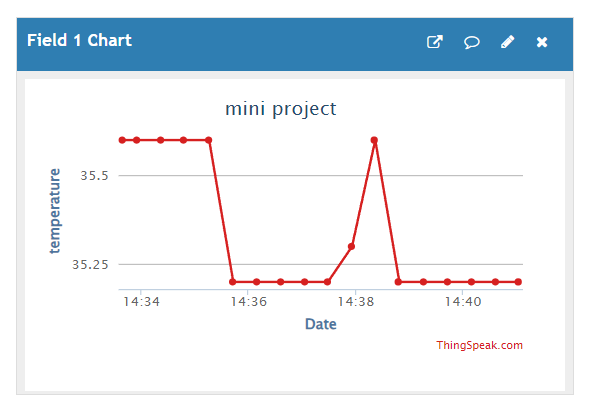 Field 1 Chart
mini project
temperature
35.5
35.25
14:34 14:36 14:38 14:40
Date
ThingSpeak.com